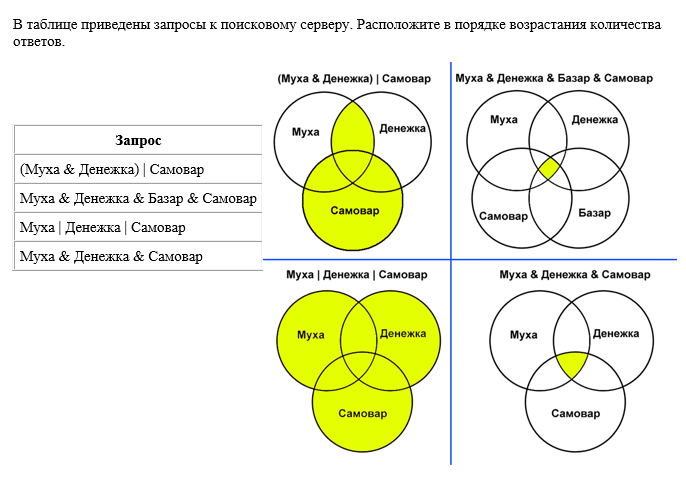 В таблице приведены запросы к поисковому серверу. Расположите в порядке возрастания количества
ответов.
Запрос
(Муха & Денежка) | Самовар
Муха & Денежка & Базар & Самовар
Муха | Денежка | Самовар
Муха & Денежка & Самовар
(Муха & Денежка) | Самовар
Муха
Денежка
Самовар
Муха & Денежка & Базар & Самовар
Муха
Денежка
Самовар
Базар
Муха | Денежка | Самовар
Муха
Денежка
Самовар
Муха & Денежка & Самовар
Муха
Денежка
Самовар